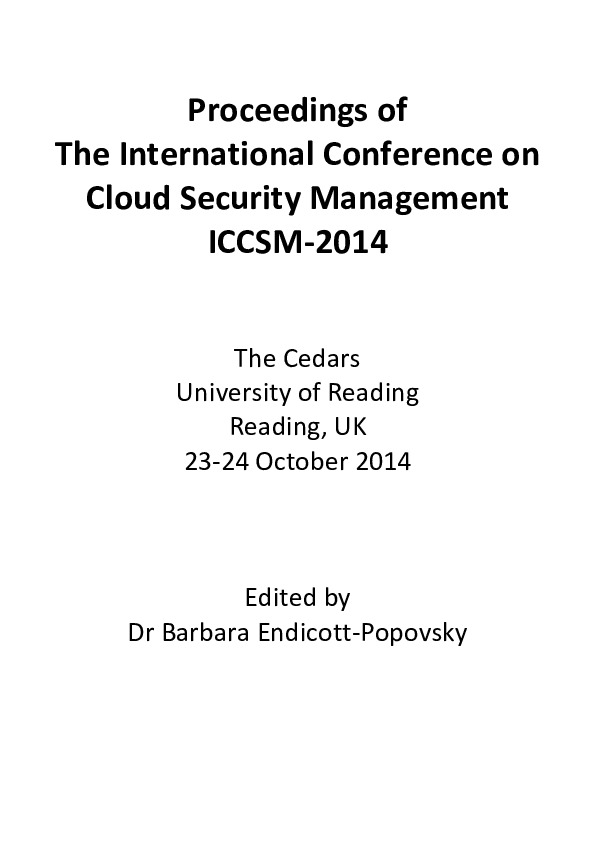 Proceedings of
The International Conference on
Cloud Security Management
ICCSM-2014
The Cedars
University of Reading
Reading, UK
23-24 October 2014
Edited by
Dr Barbara Endicott-Popovsky